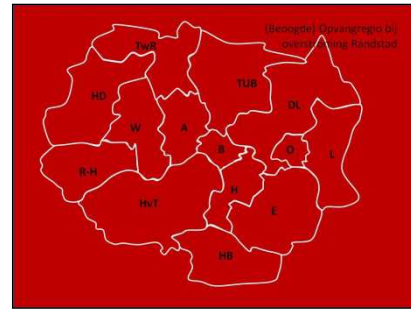 (Beoogde) Opvangregio bij
overstroming Randstad
TwR
TUB
HD
DL
W
A
B
O
L
R-H
H
HvT
E
HB